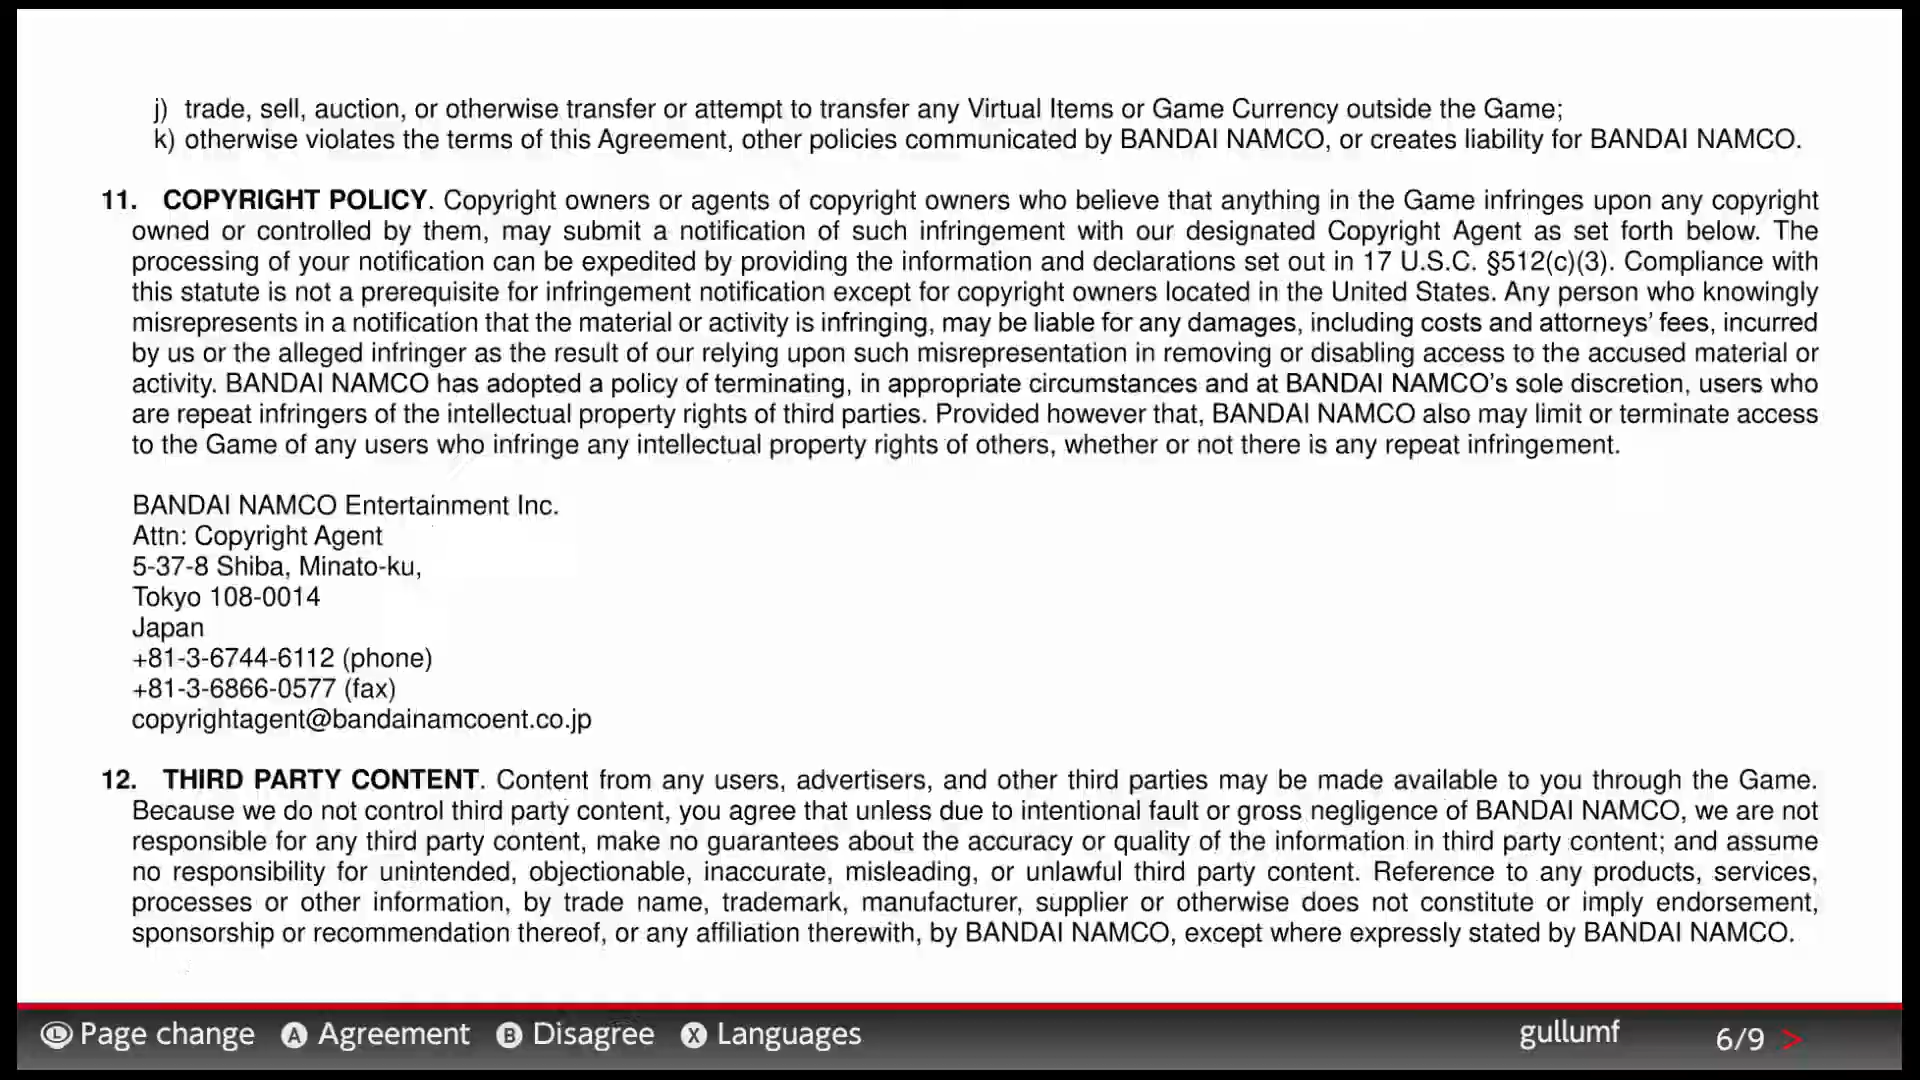 j) trade, sell, auction, or otherwise transfer or attempt to transfer any Virtual Items or Game Currency outside the Game;
k) otherwise violates the terms of this Agreement, other policies communicated by BANDAI NAMCO, or creates liability for BANDAI NAMCO.
11. COPYRIGHT POLICY. Copyright owners or agents of copyright owners who believe that anything in the Game infringes upon any copyright
owned or controlled by them, may submit a notification of such infringement with our designated Copyright Agent as set forth below. The
processing of your notification can be expedited by providing the information and declarations set out in 17 U.S.C. §512(c)(3). Compliance with
this statute is not a prerequisite for infringement notification except for copyright owners located in the United States. Any person who knowingly
misrepresents in a notification that the material or activity is infringing, may be liable for any damages, including costs and attorneys’ fees, incurred
by us or the alleged infringer as the result of our relying upon such misrepresentation in removing or disabling access to the accused material or
activity. BANDAI NAMCO has adopted a policy of terminating, in appropriate circumstances and at BANDAI NAMCO’s sole discretion, users who
are repeat infringers of the intellectual property rights of third parties. Provided however that, BANDAI NAMCO also may limit or terminate access
to the Game of any users who infringe any intellectual property rights of others, whether or not there is any repeat infringement.
BANDAI NAMCO Entertainment Inc.
Attn: Copyright Agent
5-37-8 Shiba, Minato-ku,
Tokyo 108-0014
Japan
+81-3-6744-6112 (phone)
+81-3-6866-0577 (fax)
copyrightagent@bandainamcoent.co.jp
12. THIRD PARTY CONTENT. Content from any users, advertisers, and other third parties may be made available to you through the Game.
Because we do not control third party content, you agree that unless due to intentional fault or gross negligence of BANDAI NAMCO, we are not
responsible for any third party content, make no guarantees about the accuracy or quality of the information in third party content; and assume
no responsibility for unintended, objectionable, inaccurate, misleading, or unlawful third party content. Reference to any products, services,
processes or other information, by trade name, trademark, manufacturer, supplier or otherwise does not constitute or imply endorsement,
sponsorship or recommendation thereof, or any affiliation therewith, by BANDAI NAMCO, except where expressly stated by BANDAI NAMCO.
L Page change A Agreement B Disagree X Languages gullumf 6/9 >